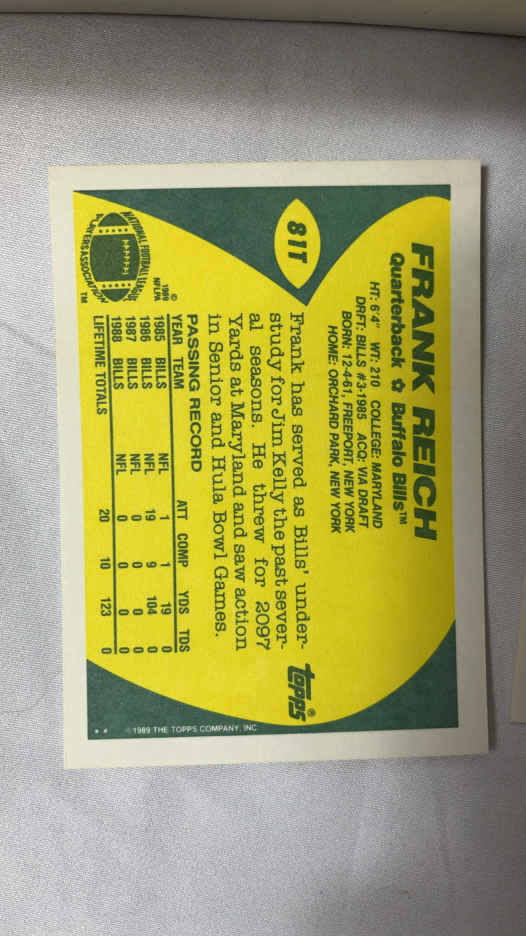 81T
FRANK REICH
Quarterback ✩ Buffalo Bills™
HT: 6'4" WT: 210 COLLEGE: MARYLAND
DRFT: BILLS #3-1985 ACQ: VIA DRAFT
BORN: 12-4-61, FREEPORT, NEW YORK
HOME: ORCHARD PARK, NEW YORK
Frank has served as Bills' under-
study for Jim Kelly the past sever-
al seasons. He threw for 2097
Yards at Maryland and saw action
in Senior and Hula Bowl Games.
topps®
PASSING RECORD
YEAR TEAM ATT COMP YDS TDS
1985 BILLS NFL 1 1 19 0
1986 BILLS NFL 19 9 104 0
1987 BILLS NFL 0 0 0 0
1988 BILLS NFL 0 0 0 0
LIFETIME TOTALS 20 10 123 0
NATIONAL FOOTBALL LEAGUE
PLAYERS ASSOCIATION
™
©
1989
NFLPA
** ©1989 THE TOPPS COMPANY, INC